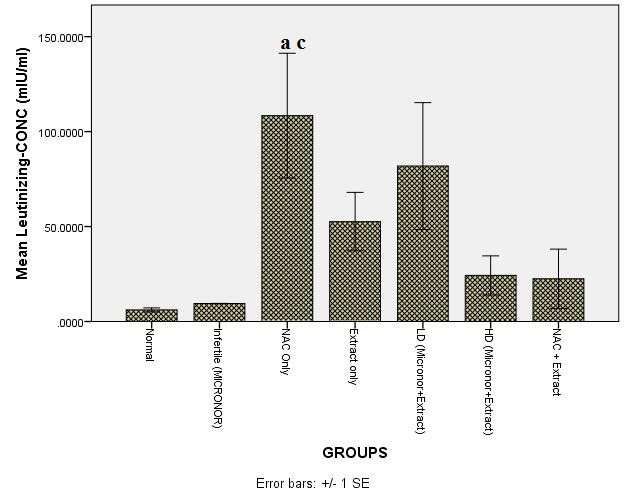 a c
Mean Leutinizing-CONC (mIU/ml)
150.0000
100.0000
50.0000
.0000
Normal
Infertile (MICRONOR)
NAC Only
Extract only
LD (Micronor+Extract)
HD (Micronor+Extract)
NAC + Extract
GROUPS
Error bars: +/- 1 SE